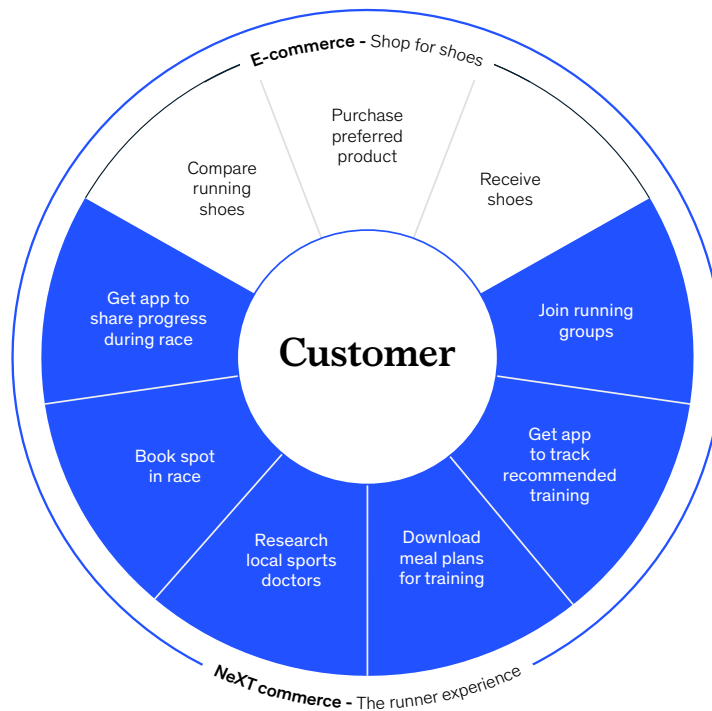 E-commerce - Shop for shoes
Compare
running
shoes
Purchase
preferred
product
Receive
shoes
Join running
groups
Get app
to track
recommended
training
Download
meal plans
for training
Research
local sports
doctors
Book spot
in race
Get app to
share progress
during race
Customer
NeXT commerce - The runner experience